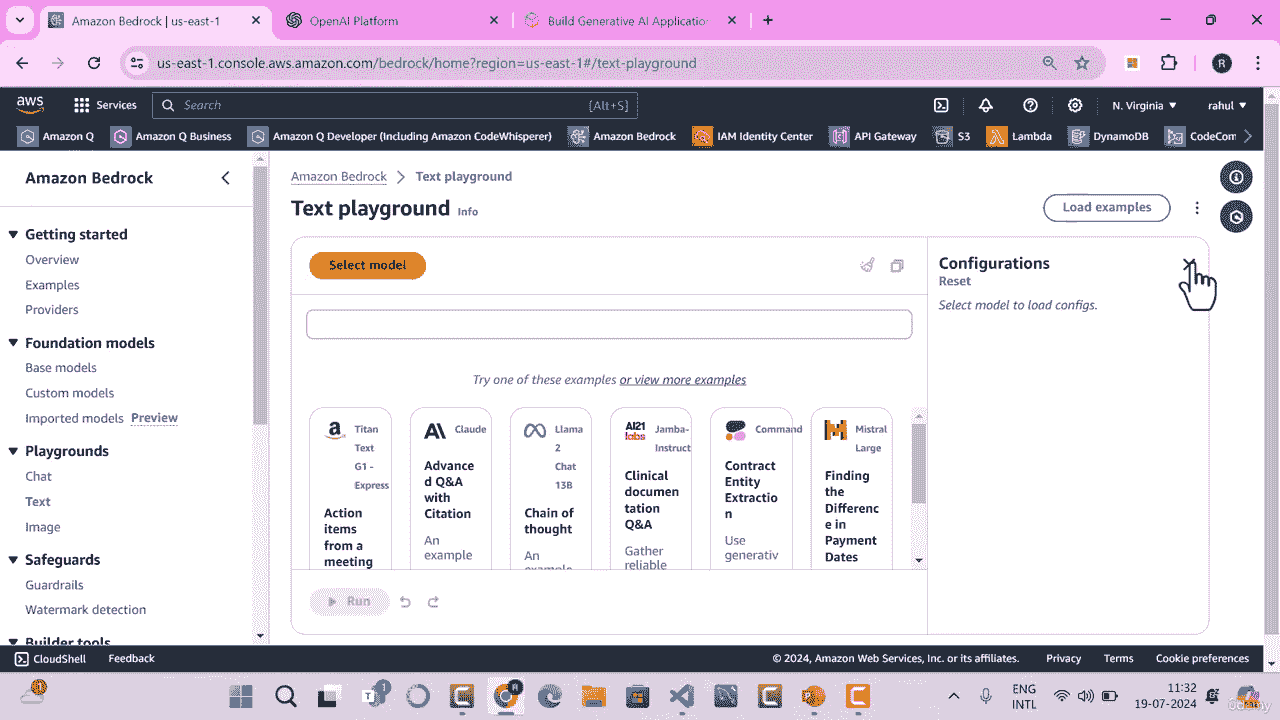 Amazon Bedrock | us-east-1
OpenAI Platform
Build Generative AI Application
us-east-1.console.aws.amazon.com/bedrock/home?region=us-east-1#/text-playground
R
aws
Services
Search
[Alt+S]
N. Virginia
rahul
Amazon Q
Amazon Q Business
Amazon Q Developer (Including Amazon CodeWhisperer)
Amazon Bedrock
IAM Identity Center
API Gateway
S3
Lambda
DynamoDB
CodeCom
Amazon Bedrock
Getting started
Overview
Examples
Providers
Foundation models
Base models
Custom models
Imported models Preview
Playgrounds
Chat
Text
Image
Safeguards
Guardrails
Watermark detection
Builder tools
Amazon Bedrock
Text playground
Text playground Info
Load examples
Select model
Try one of these examples or view more examples
Titan
Text
G1 -
Express
Action
items
from a
meeting
Claude
Advance
d Q&A
with
Citation
An
example
Llama
2
Chat
13B
Chain of
thought
An
example
AI21
labs
Jamba-
Instruct
Clinical
documen
tation
Q&A
Gather
reliable
Command
Contract
Entity
Extractio
n
Use
generativ
Mistral
Large
Finding
the
Differenc
e in
Payment
Dates
Run
Configurations
Reset
Select model to load configs.
CloudShell
Feedback
© 2024, Amazon Web Services, Inc. or its affiliates.
Privacy
Terms
Cookie preferences
1
1
R
ENG
INTL
11:32
19-07-2024